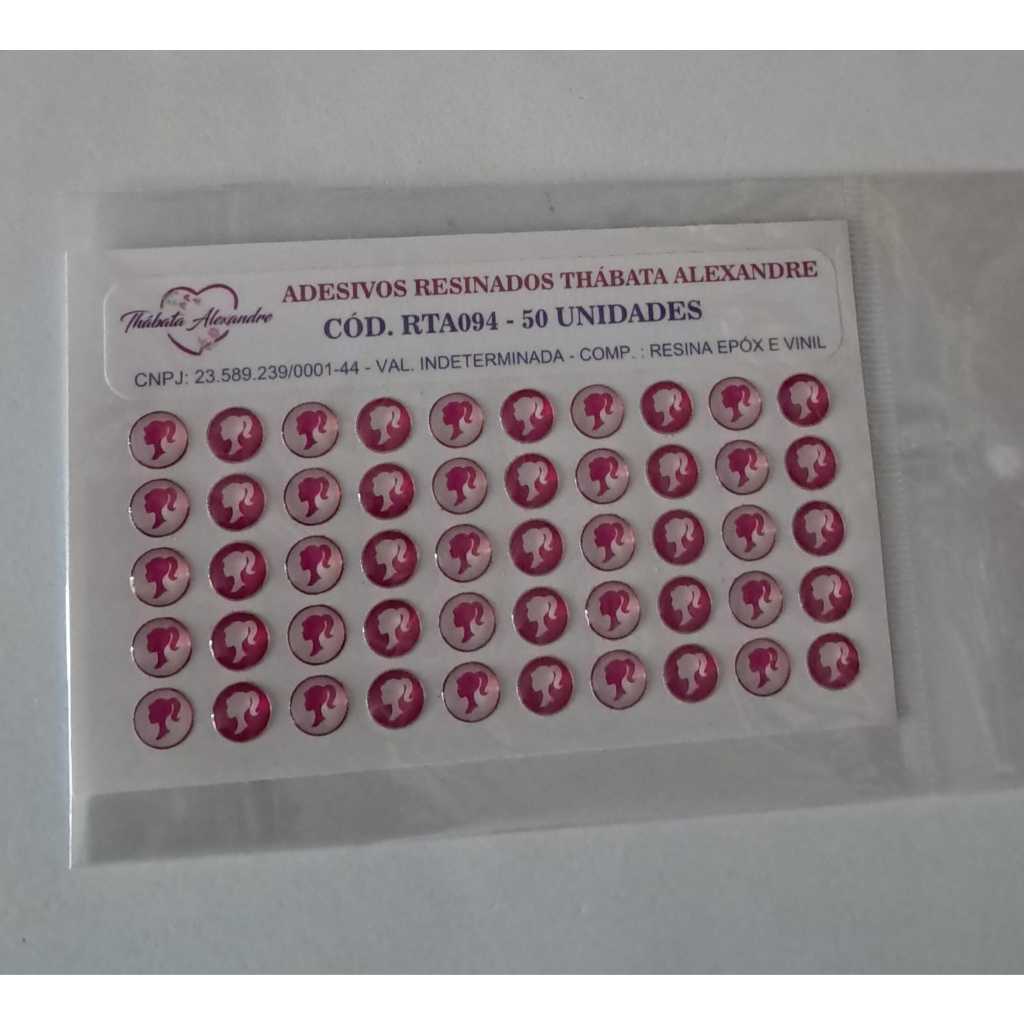 Thábata Alexandre
ADESIVOS RESINADOS THÁBATA ALEXANDRE
CÓD. RTA094 - 50 UNIDADES
CNPJ: 23.589.239/0001-44 - VAL. INDETERMINADA - COMP. : RESINA EPÓX E VINIL